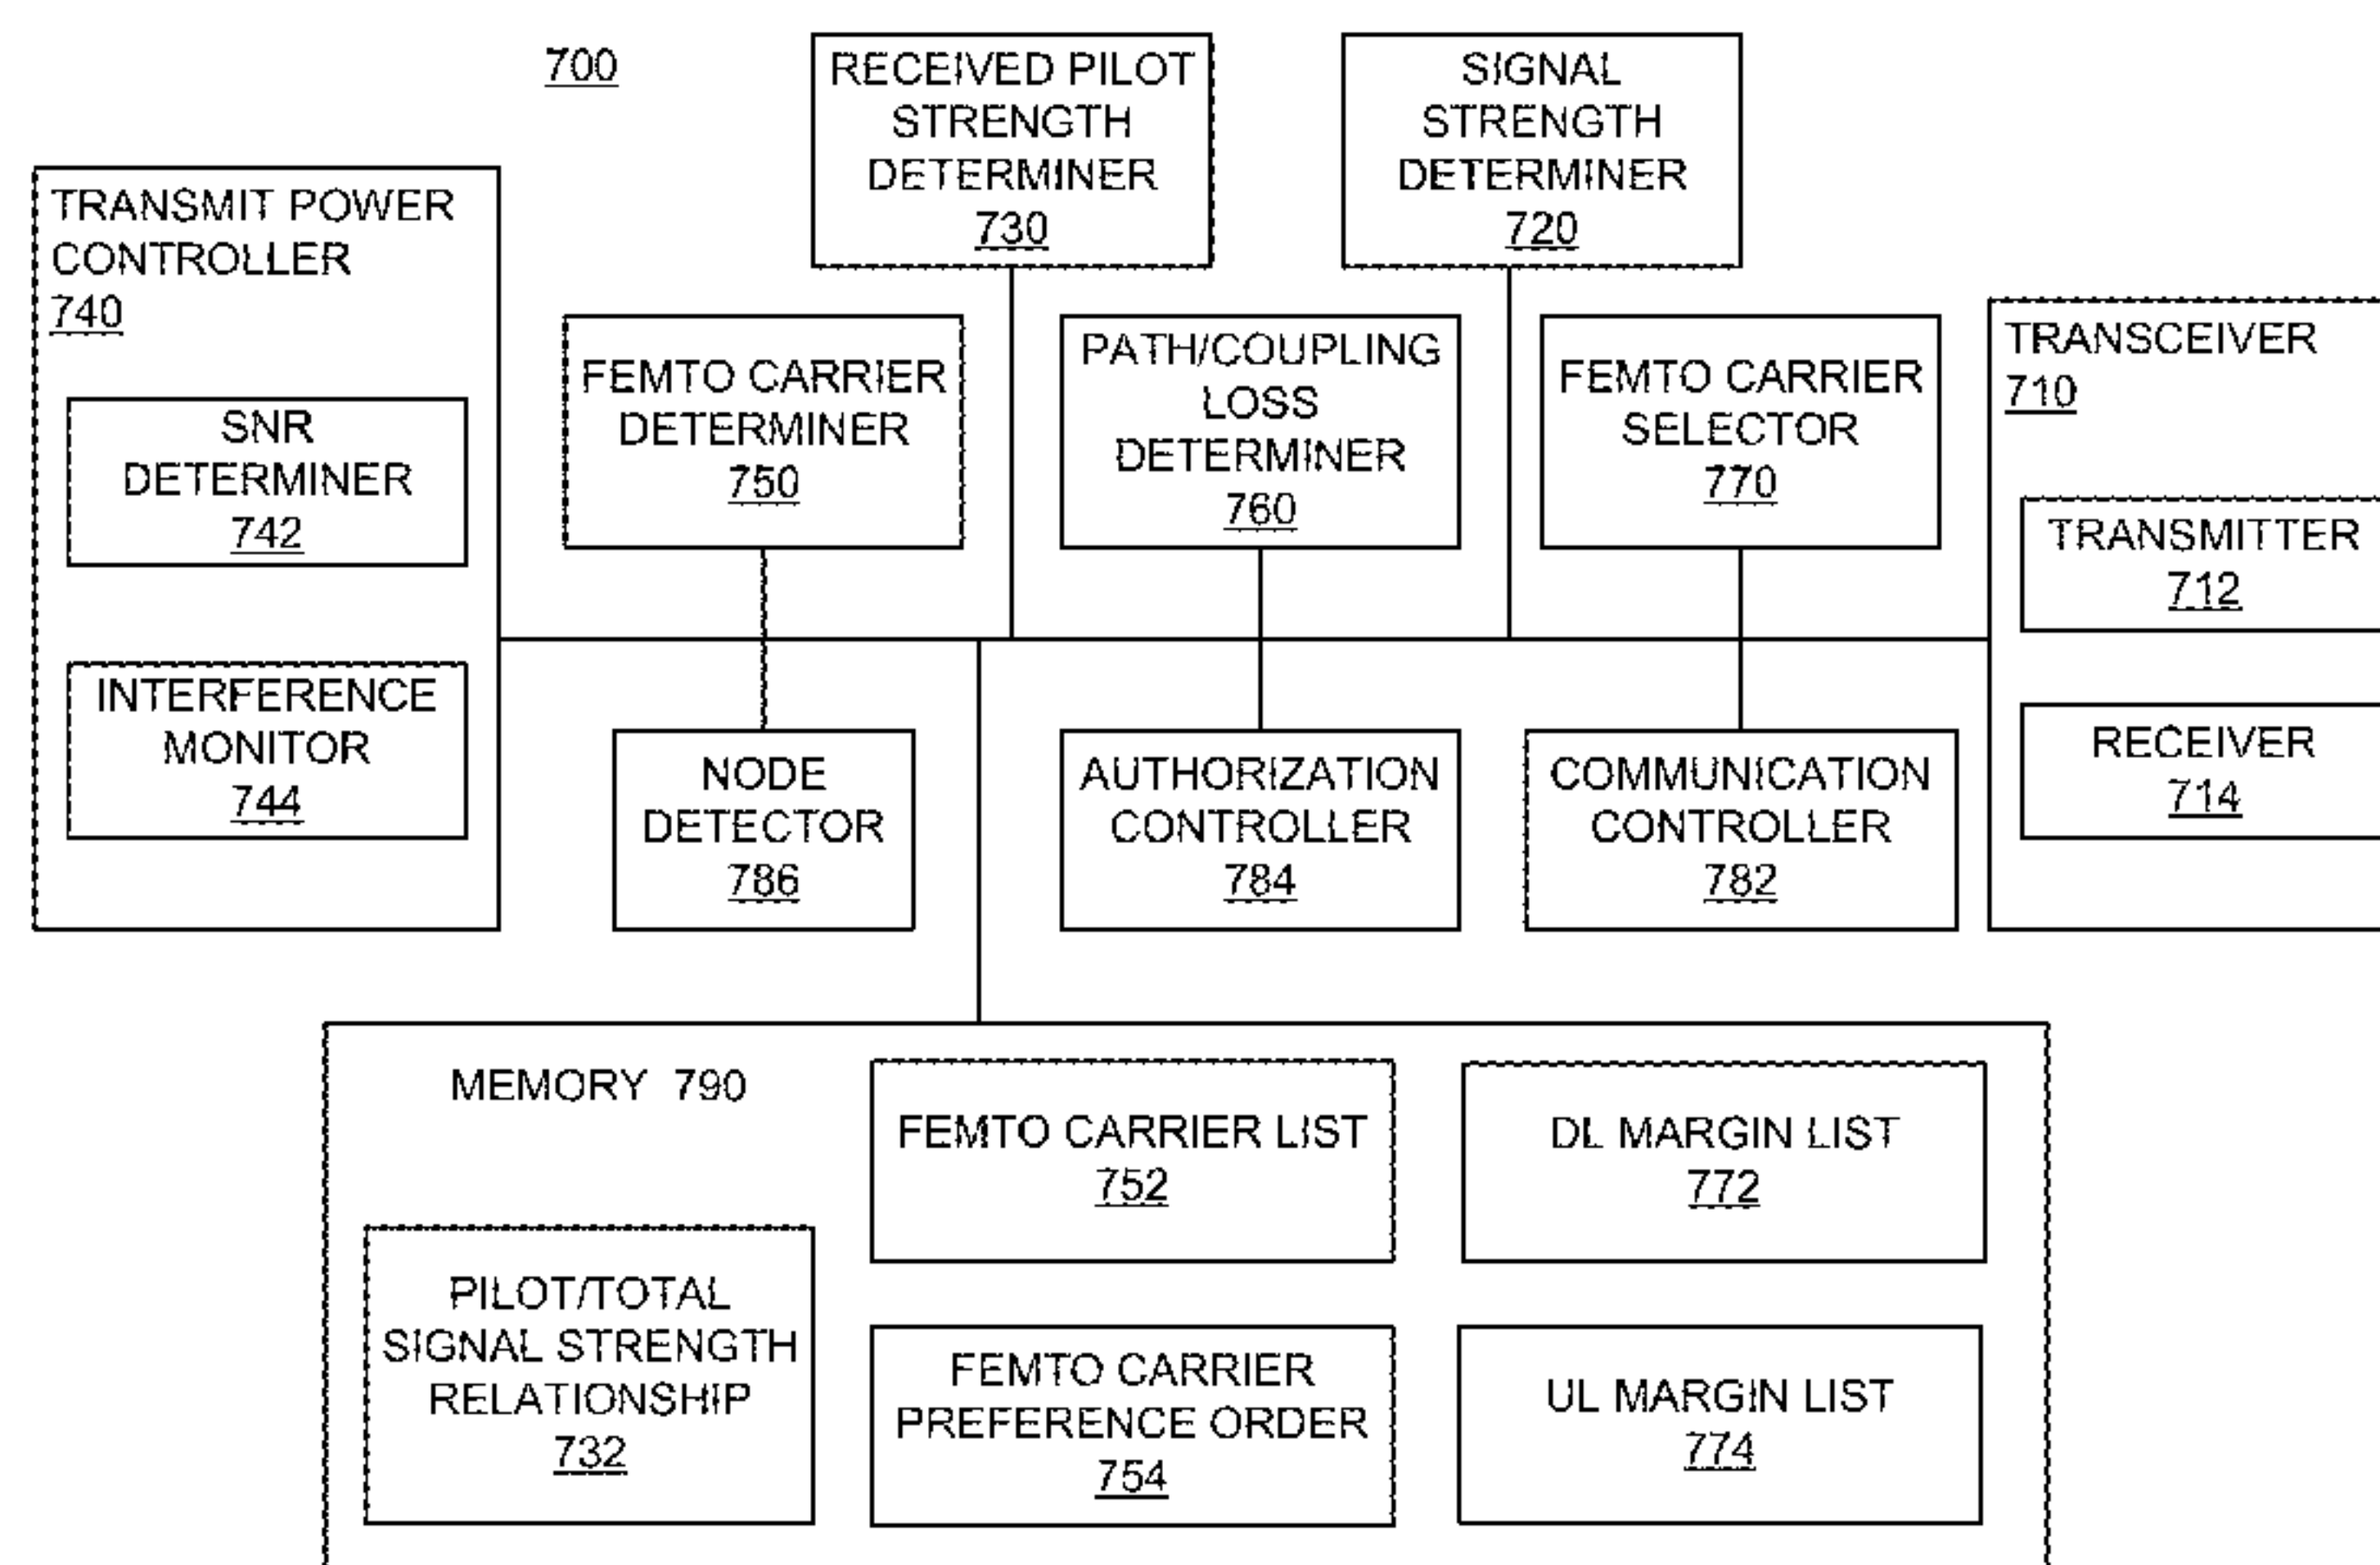 700
RECEIVED PILOT
STRENGTH
DETERMINER
730
SIGNAL
STRENGTH
DETERMINER
720
TRANSMIT POWER
CONTROLLER
740
SNR
DETERMINER
742
INTERFERENCE
MONITOR
744
FEMTO CARRIER
DETERMINER
750
PATH/COUPLING
LOSS
DETERMINER
760
FEMTO CARRIER
SELECTOR
770
TRANSCEIVER
710
TRANSMITTER
712
RECEIVER
714
NODE
DETECTOR
786
AUTHORIZATION
CONTROLLER
784
COMMUNICATION
CONTROLLER
782
MEMORY 790
FEMTO CARRIER LIST
752
DL MARGIN LIST
772
PILOT/TOTAL
SIGNAL STRENGTH
RELATIONSHIP
732
FEMTO CARRIER
PREFERENCE ORDER
754
UL MARGIN LIST
774